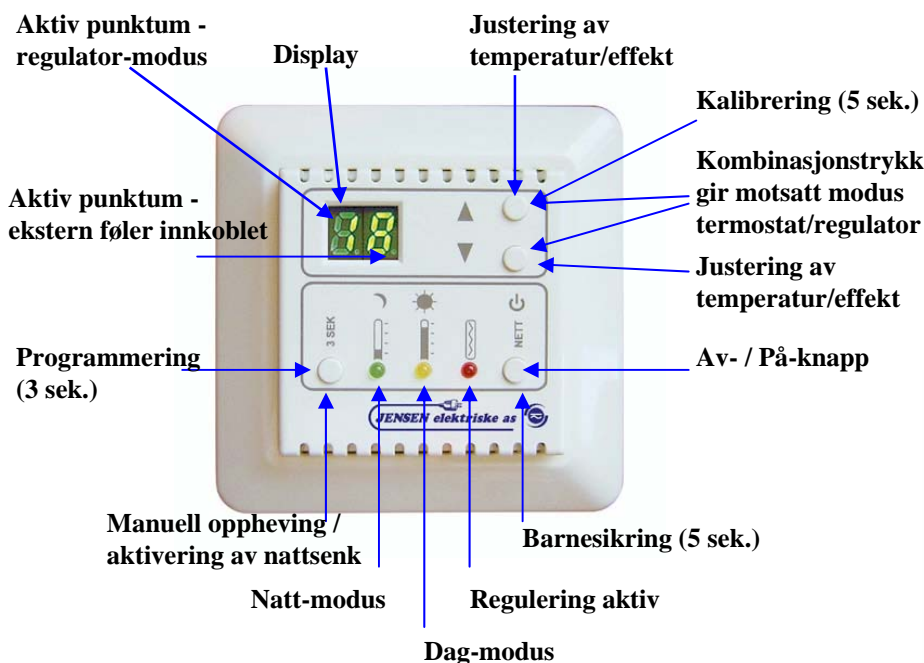 Aktiv punktum -
regulator-modus
Display
Justering av
temperatur/effekt
Kalibrering (5 sek.)
Kombinasjonstrykk
gir motsatt modus
termostat/regulator
Aktiv punktum -
ekstern føler innkoblet
18
Justering av
temperatur/effekt
3 SEK
NETT
Programmering
(3 sek.)
Av- / På-knapp
JENSEN elektriske as
Manuell oppheving /
aktivering av nattsenk
Barnesikring (5 sek.)
Natt-modus
Regulering aktiv
Dag-modus